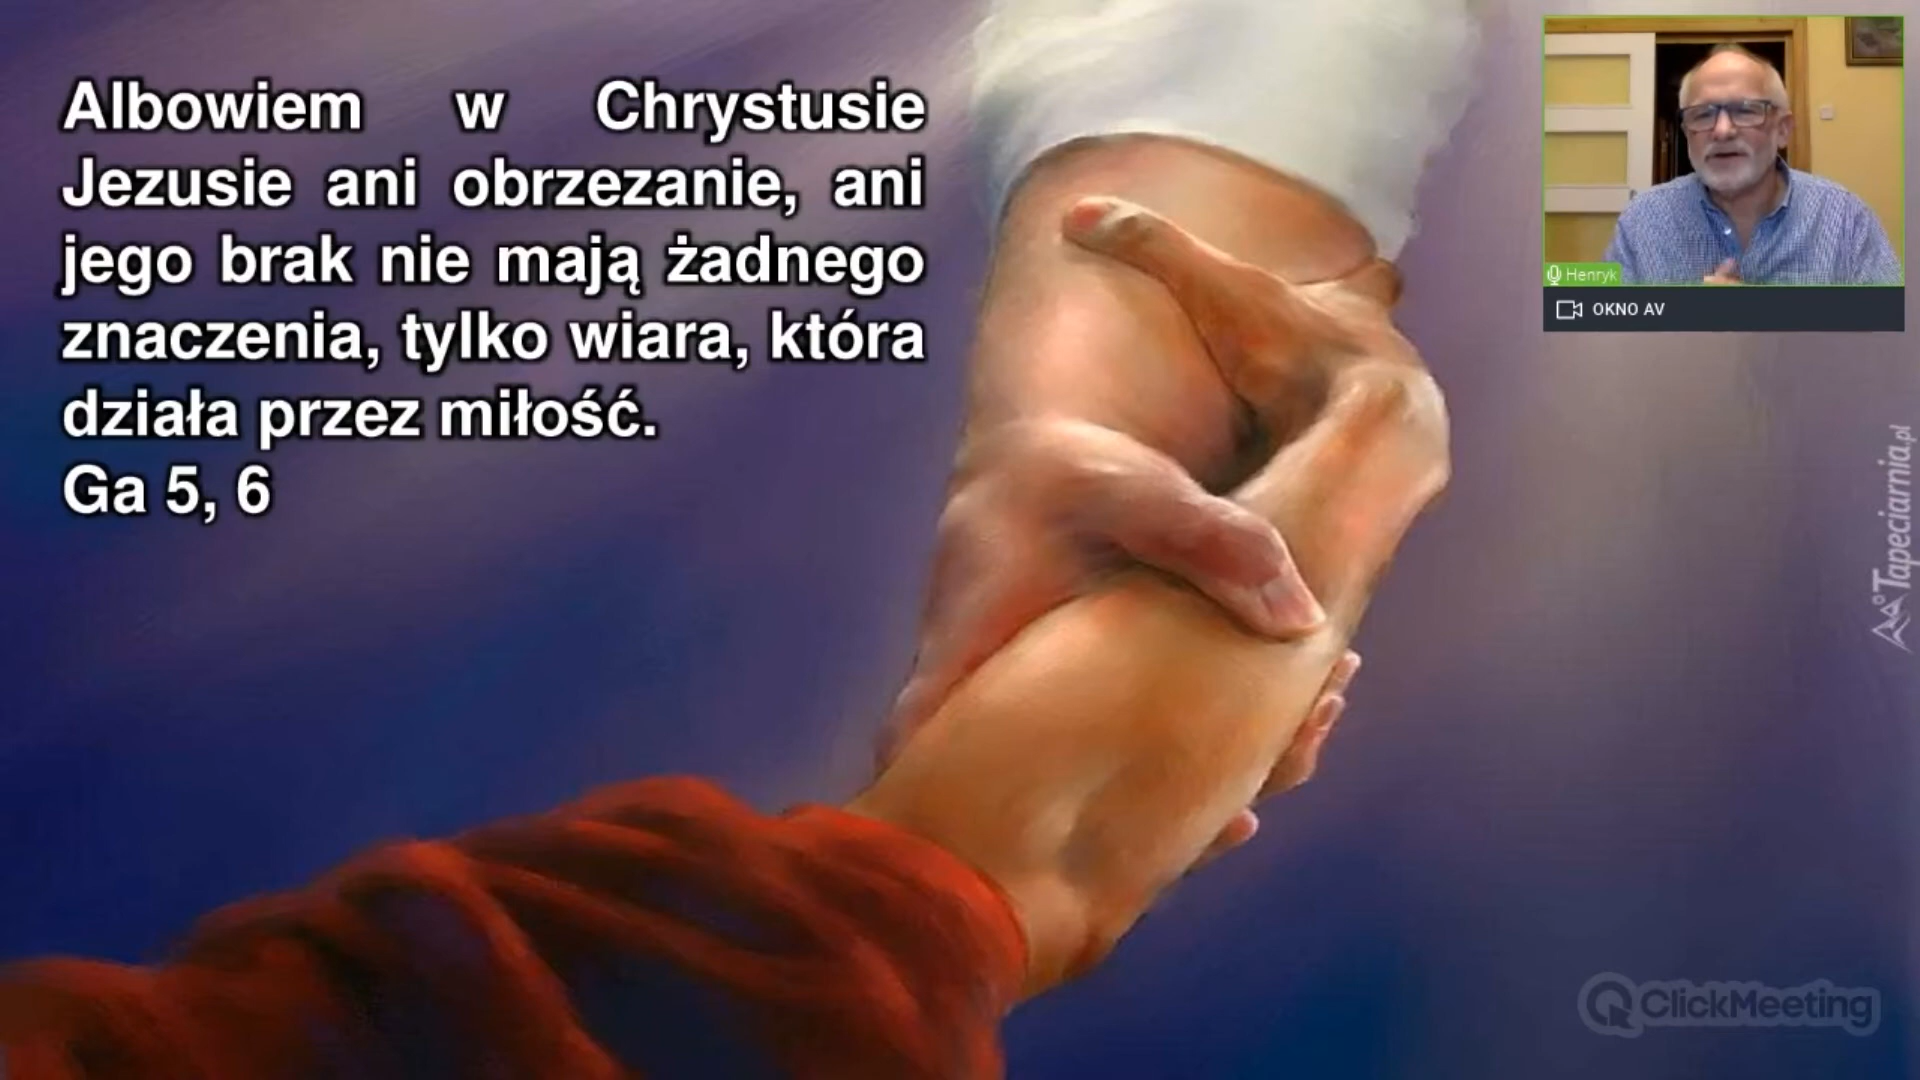 Albowiem w Chrystusie
Jezusie ani obrzezanie, ani
jego brak nie mają żadnego
znaczenia, tylko wiara, która
działa przez miłość.
Ga 5, 6
Henryk
OKNO AV
Tapeciarnia.pl
ClickMeeting